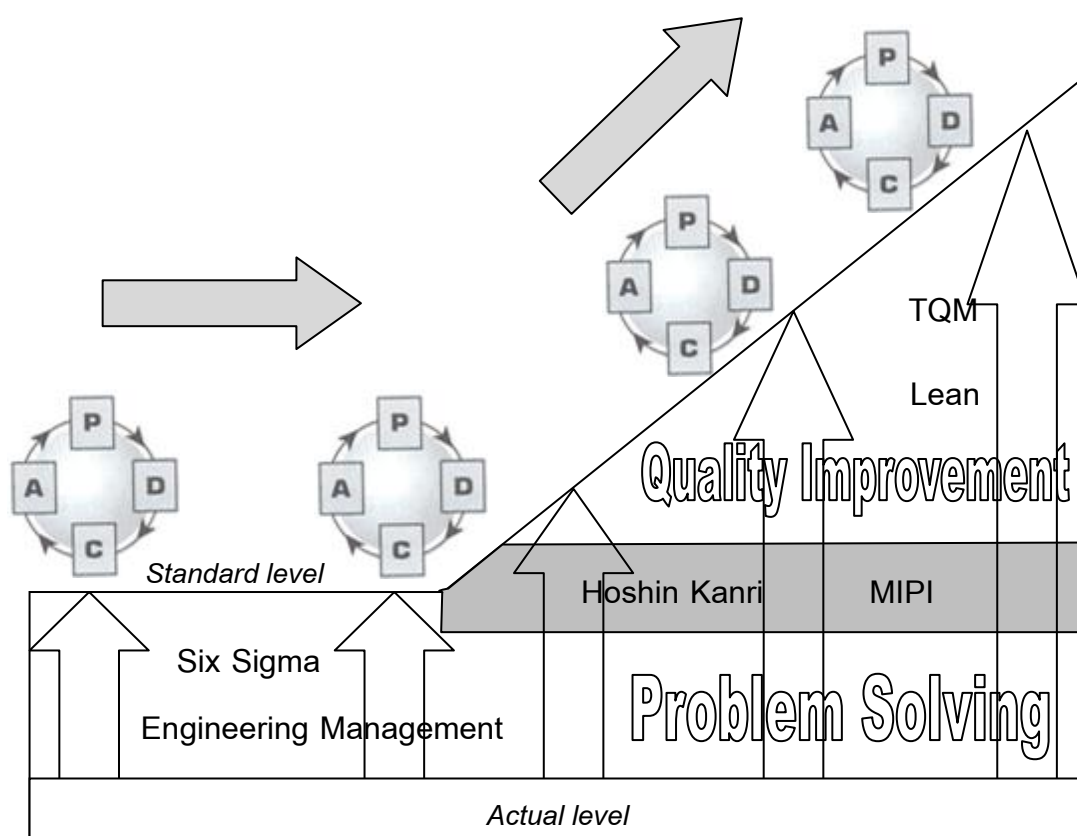 P
A
D
C
P
A
D
C
TQM
Lean
Quality Improvement
P
A
D
C
P
A
D
C
Standard level
Hoshin Kanri
MIPI
Six Sigma
Problem Solving
Engineering Management
Actual level